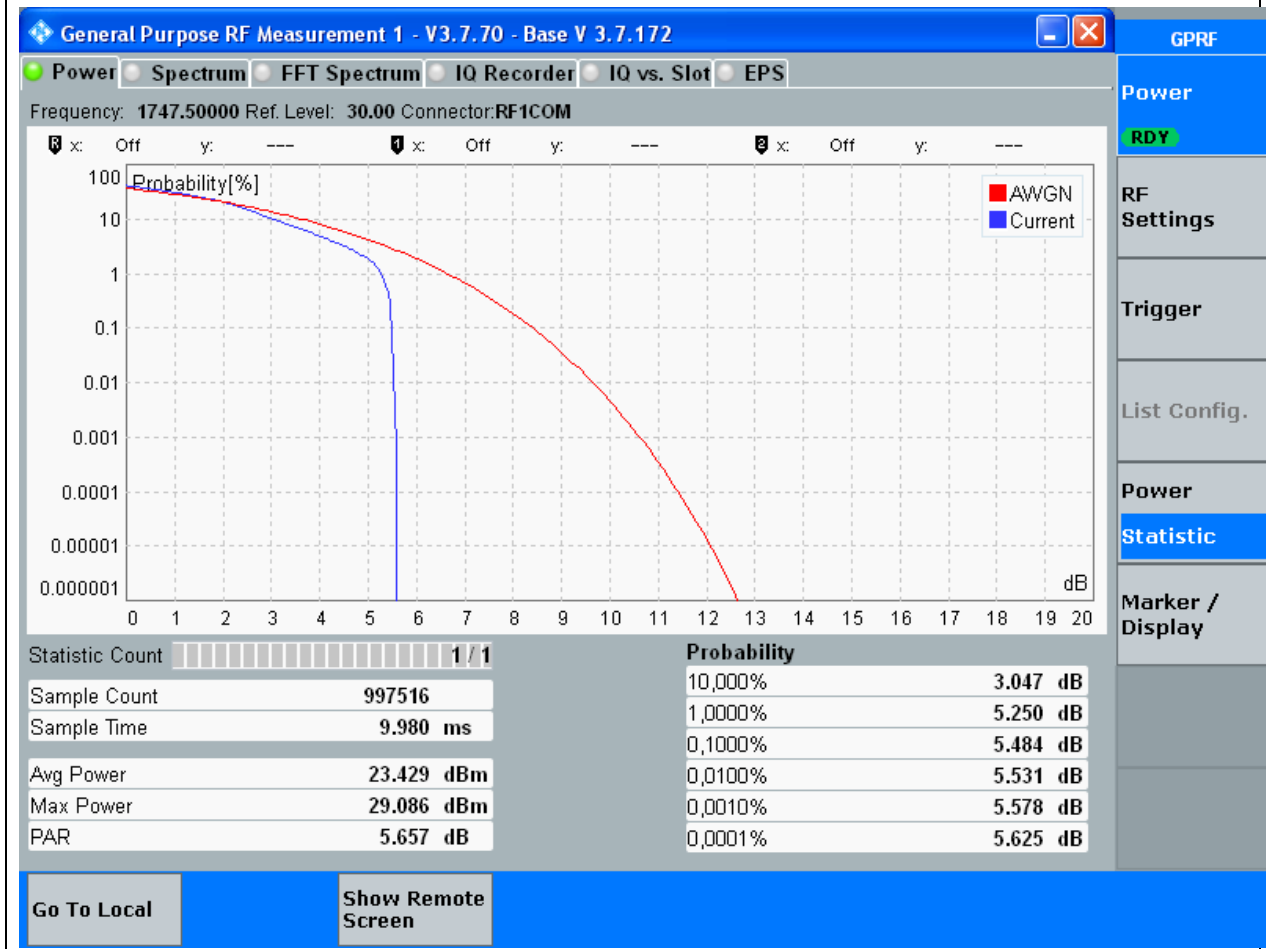 General Purpose RF Measurement 1 - V3.7.70 - Base V 3.7.172
GPRF
Power Spectrum FFT Spectrum IQ Recorder IQ vs. Slot EPS
Frequency: 1747.50000 Ref. Level: 30.00 Connector:RF1COM
R x: Off y: --- 1 x: Off y: --- 2 x: Off y: ---
Probability[%]
100
10
1
0.1
0.01
0.001
0.0001
0.00001
0.000001
AWGN
Current
dB
0 1 2 3 4 5 6 7 8 9 10 11 12 13 14 15 16 17 18 19 20
Statistic Count 1 / 1
Sample Count 997516
Sample Time 9.980 ms
Avg Power 23.429 dBm
Max Power 29.086 dBm
PAR 5.657 dB
Probability
10,000% 3.047 dB
1,0000% 5.250 dB
0,1000% 5.484 dB
0,0100% 5.531 dB
0,0010% 5.578 dB
0,0001% 5.625 dB
Power
RDY
RF
Settings
Trigger
List Config.
Power
Statistic
Marker /
Display
Go To Local
Show Remote
Screen